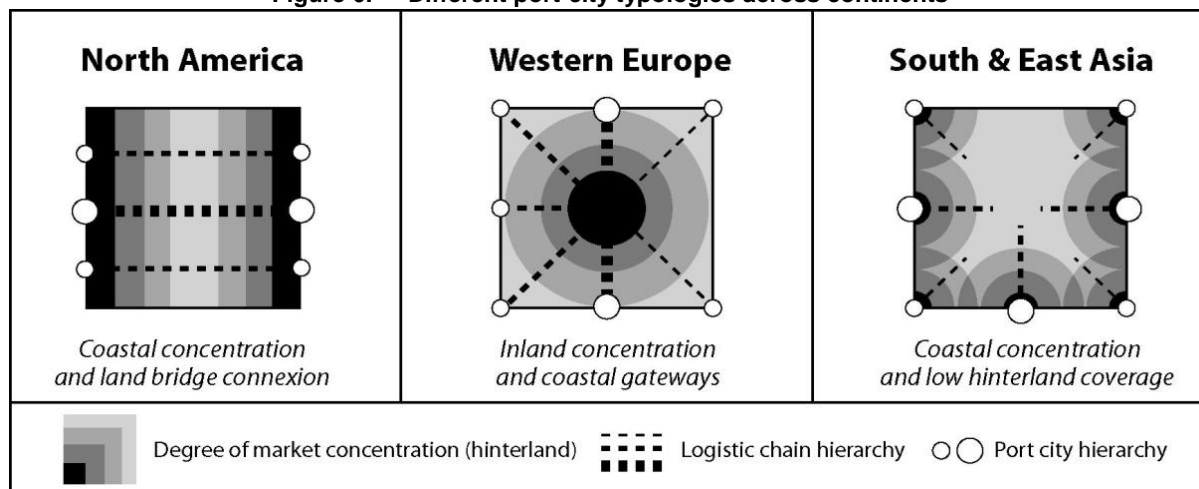 North America
Western Europe
South & East Asia
Coastal concentration
and land bridge connexion
Inland concentration
and coastal gateways
Coastal concentration
and low hinterland coverage
Degree of market concentration (hinterland)
Logistic chain hierarchy
Port city hierarchy